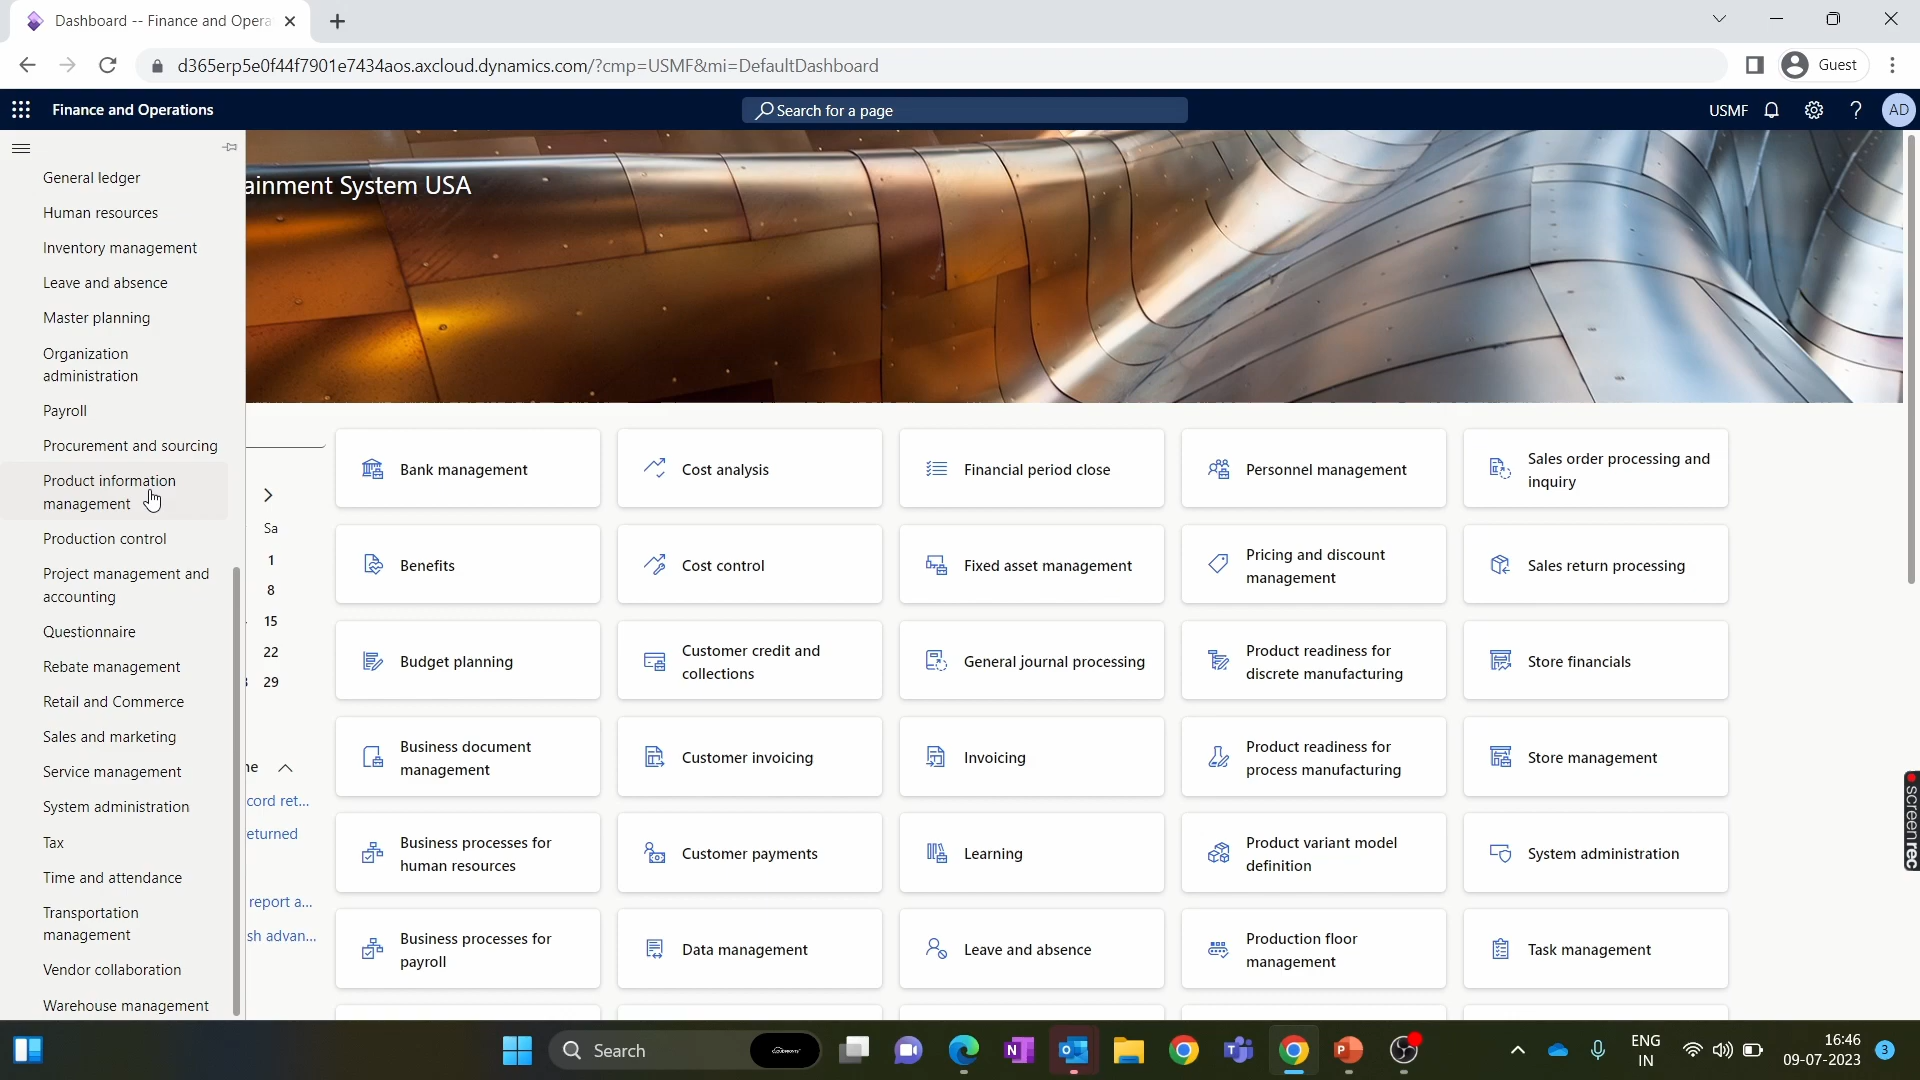 Dashboard -- Finance and Opera
d365erp5e0f44f7901e7434aos.axcloud.dynamics.com/?cmp=USMF&mi=DefaultDashboard
Guest
Finance and Operations
Search for a page
USMF
?
AD
ainment System USA
General ledger
Human resources
Inventory management
Leave and absence
Master planning
Organization
administration
Payroll
Procurement and sourcing
Product information
management
Production control
Project management and
accounting
Questionnaire
Rebate management
Retail and Commerce
Sales and marketing
Service management
System administration
Tax
Time and attendance
Transportation
management
Vendor collaboration
Warehouse management
Sa
1
8
15
22
29
ne
cord ret...
eturned
report a...
sh advan...
Bank management
Cost analysis
Financial period close
Personnel management
Sales order processing and
inquiry
Benefits
Cost control
Fixed asset management
Pricing and discount
management
Sales return processing
Budget planning
Customer credit and
collections
General journal processing
Product readiness for
discrete manufacturing
Store financials
Business document
management
Customer invoicing
Invoicing
Product readiness for
process manufacturing
Store management
Business processes for
human resources
Customer payments
Learning
Product variant model
definition
System administration
Business processes for
payroll
Data management
Leave and absence
Production floor
management
Task management
screenrec
Search
ENG
IN
16:46
09-07-2023
3